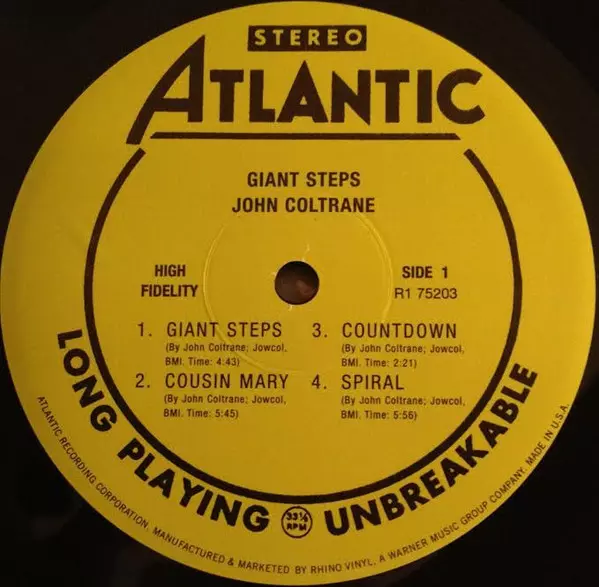 STEREO
ATLANTIC
GIANT STEPS
JOHN COLTRANE
HIGH
FIDELITY
SIDE 1
R1 75203
1. GIANT STEPS
(By John Coltrane; Jowcol,
BMI. Time: 4:43)
2. COUSIN MARY
(By John Coltrane; Jowcol,
BMI. Time: 5:45)
3. COUNTDOWN
(By John Coltrane; Jowcol,
BMI. Time: 2:21)
4. SPIRAL
(By John Coltrane; Jowcol,
BMI. Time: 5:56)
LONG PLAYING 33⅓ RPM UNBREAKABLE
ATLANTIC RECORDING CORPORATION. MANUFACTURED & MARKETED BY RHINO VINYL, A WARNER MUSIC GROUP COMPANY. MADE IN U.S.A.